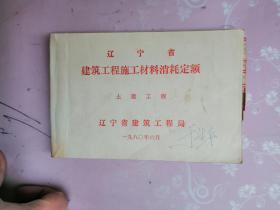 辽宁省
建筑工程施工材料消耗定额
土建工程
辽宁省建筑工程局
一九八〇年六月